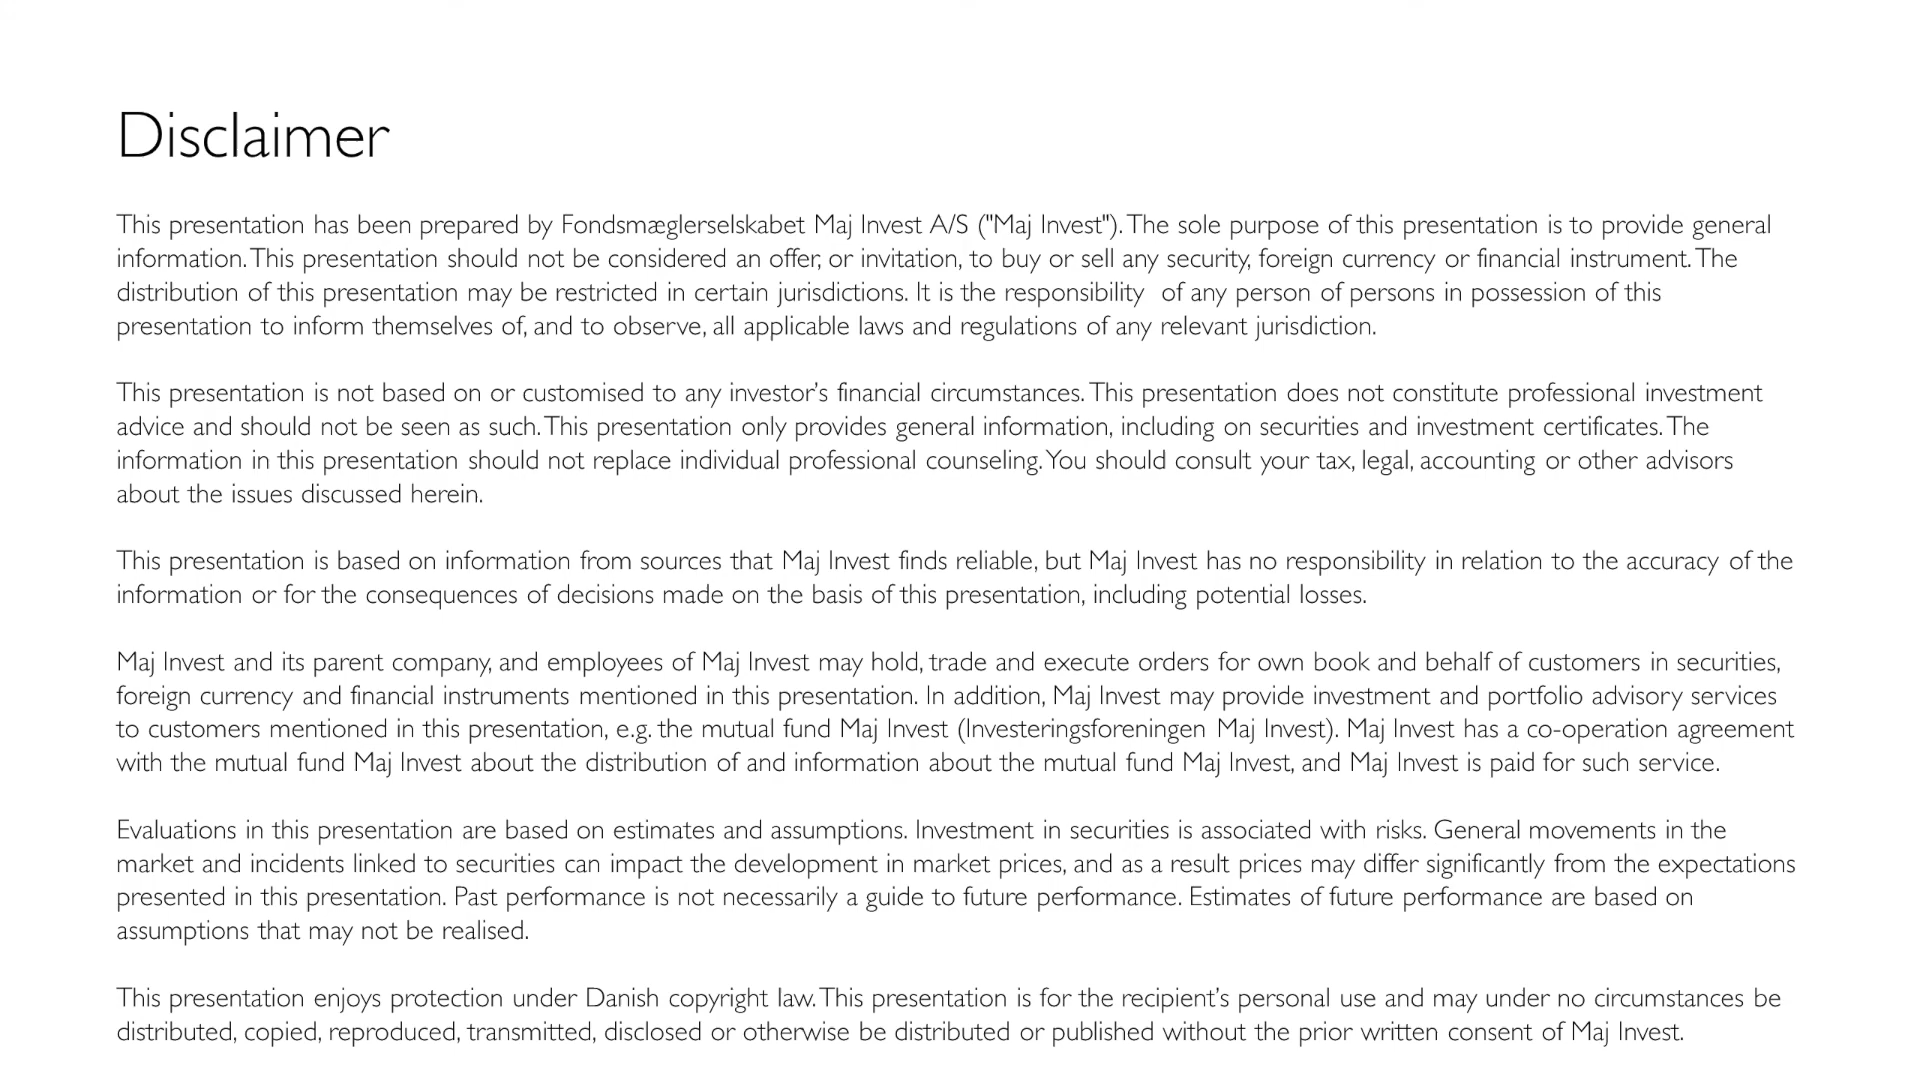 Disclaimer
This presentation has been prepared by Fondsmæglerselskabet Maj Invest A/S ("Maj Invest"). The sole purpose of this presentation is to provide general
information. This presentation should not be considered an offer, or invitation, to buy or sell any security, foreign currency or financial instrument. The
distribution of this presentation may be restricted in certain jurisdictions. It is the responsibility of any person of persons in possession of this
presentation to inform themselves of, and to observe, all applicable laws and regulations of any relevant jurisdiction.
This presentation is not based on or customised to any investor’s financial circumstances. This presentation does not constitute professional investment
advice and should not be seen as such. This presentation only provides general information, including on securities and investment certificates. The
information in this presentation should not replace individual professional counseling. You should consult your tax, legal, accounting or other advisors
about the issues discussed herein.
This presentation is based on information from sources that Maj Invest finds reliable, but Maj Invest has no responsibility in relation to the accuracy of the
information or for the consequences of decisions made on the basis of this presentation, including potential losses.
Maj Invest and its parent company, and employees of Maj Invest may hold, trade and execute orders for own book and behalf of customers in securities,
foreign currency and financial instruments mentioned in this presentation. In addition, Maj Invest may provide investment and portfolio advisory services
to customers mentioned in this presentation, e.g. the mutual fund Maj Invest (Investeringsforeningen Maj Invest). Maj Invest has a co-operation agreement
with the mutual fund Maj Invest about the distribution of and information about the mutual fund Maj Invest, and Maj Invest is paid for such service.
Evaluations in this presentation are based on estimates and assumptions. Investment in securities is associated with risks. General movements in the
market and incidents linked to securities can impact the development in market prices, and as a result prices may differ significantly from the expectations
presented in this presentation. Past performance is not necessarily a guide to future performance. Estimates of future performance are based on
assumptions that may not be realised.
This presentation enjoys protection under Danish copyright law. This presentation is for the recipient’s personal use and may under no circumstances be
distributed, copied, reproduced, transmitted, disclosed or otherwise be distributed or published without the prior written consent of Maj Invest.